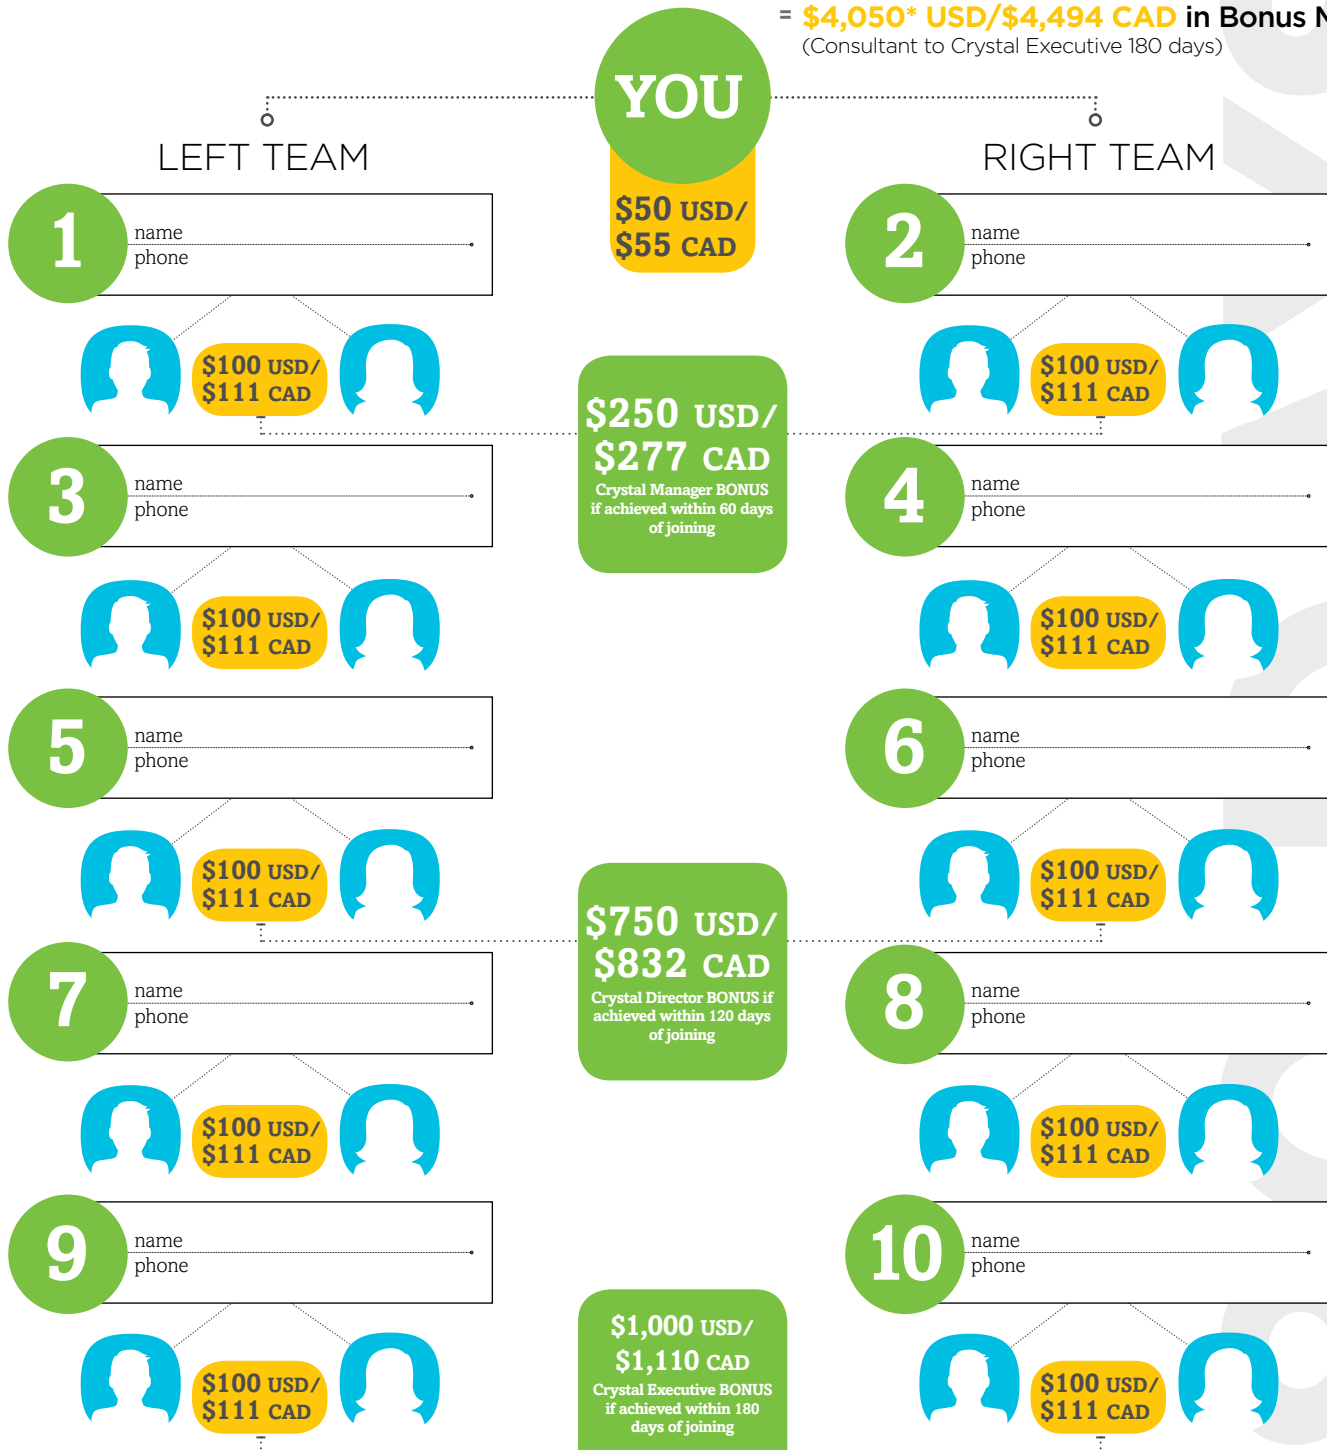 = $4,050* USD/$4,494 CAD in Bonus
(Consultant to Crystal Executive 180 days)
YOU
$50 USD/
$55 CAD
LEFT TEAM
RIGHT TEAM
1
name
phone
2
name
phone
$100 USD/
$111 CAD
$100 USD/
$111 CAD
$250 USD/
$277 CAD
Crystal Manager BONUS
if achieved within 60 days
of joining
3
name
phone
4
name
phone
$100 USD/
$111 CAD
$100 USD/
$111 CAD
5
name
phone
6
name
phone
$100 USD/
$111 CAD
$100 USD/
$111 CAD
$750 USD/
$832 CAD
Crystal Director BONUS if
achieved within 120 days
of joining
7
name
phone
8
name
phone
$100 USD/
$111 CAD
$100 USD/
$111 CAD
9
name
phone
10
name
phone
$1,000 USD/
$1,110 CAD
Crystal Executive BONUS
if achieved within 180
days of joining
$100 USD/
$111 CAD
$100 USD/
$111 CAD